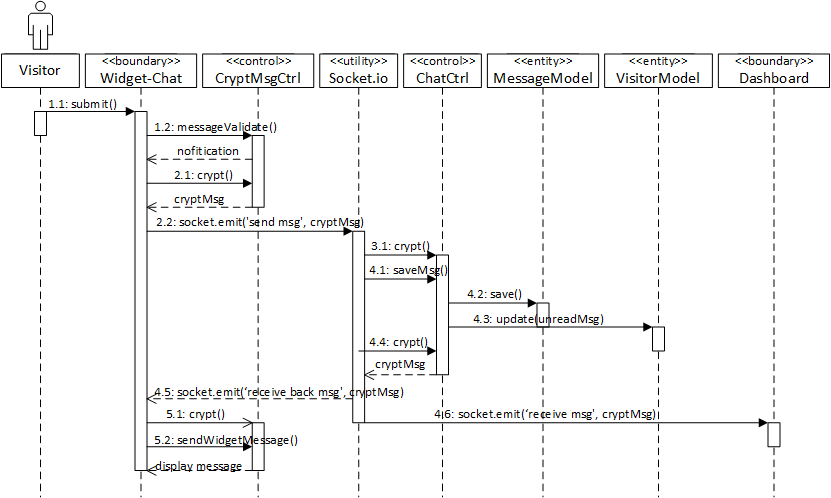 Visitor
<<boundary>>
Widget-Chat
<<control>>
CryptMsgCtrl
<<utility>>
Socket.io
<<control>>
ChatCtrl
<<entity>>
MessageModel
<<entity>>
VisitorModel
<<boundary>>
Dashboard
1.1: submit()
1.2: messageValidate()
nofitication
2.1: crypt()
cryptMsg
2.2: socket.emit('send msg', cryptMsg)
3.1: crypt()
4.1: saveMsg()
4.2: save()
4.3: update(unreadMsg)
4.4: crypt()
cryptMsg
4.5: socket.emit(‘receive back msg', cryptMsg)
5.1: crypt()
4.6: socket.emit(‘receive msg', cryptMsg)
5.2: sendWidgetMessage()
display message